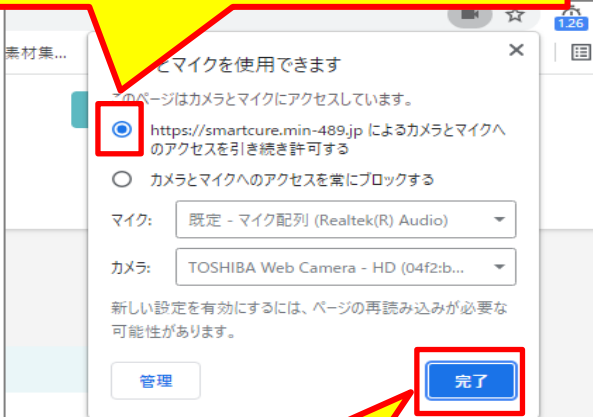 1.26
素材集...
とマイクを使用できます
このページはカメラとマイクにアクセスしています。
https://smartcure.min-489.jp によるカメラとマイクへ
のアクセスを引き続き許可する
カメラとマイクへのアクセスを常にブロックする
マイク: 既定 - マイク配列 (Realtek(R) Audio)
カメラ: TOSHIBA Web Camera - HD (04f2:b...
新しい設定を有効にするには、ページの再読み込みが必要な
可能性があります。
管理 完了